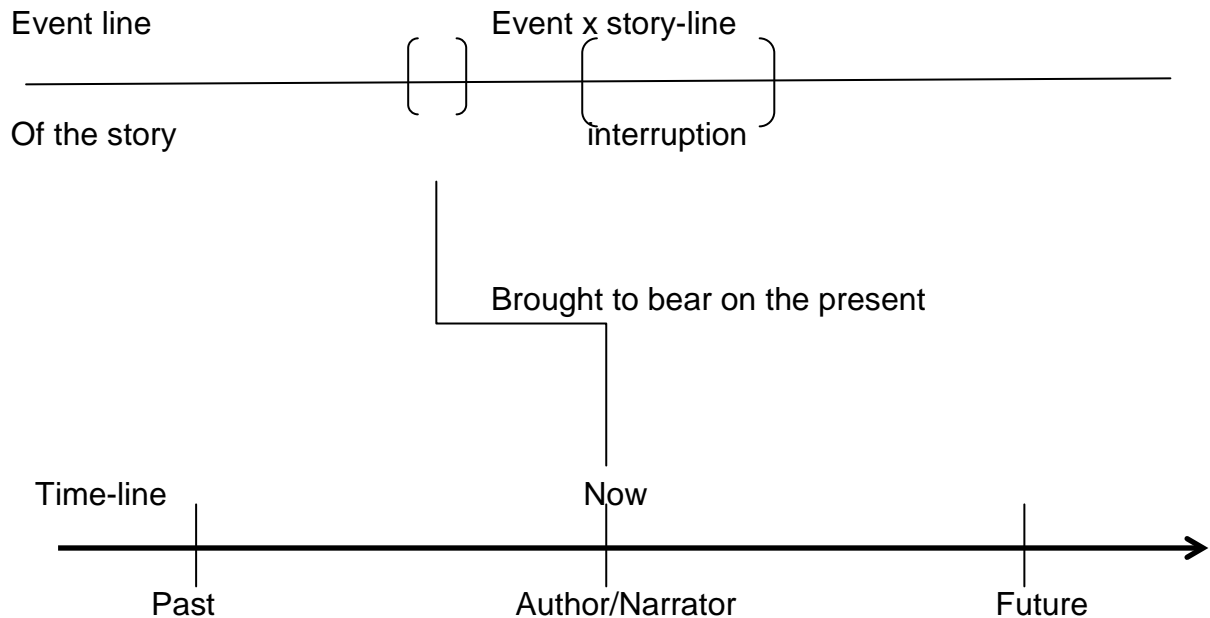 Event line
Event x story-line
Of the story
interruption
Brought to bear on the present
Time-line
Now
Past
Author/Narrator
Future